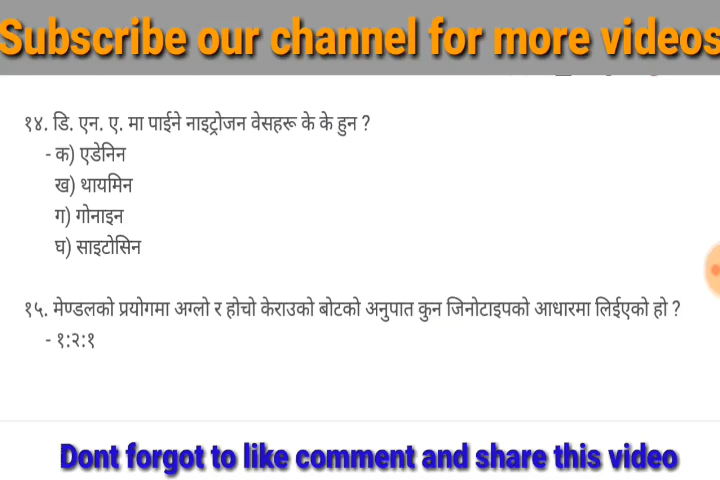 Subscribe our channel for more videos
१४. डि. एन. ए. मा पाईने नाइट्रोजन वेसहरू के के हुन ?
- क) एडेनिन
ख) थायमिन
ग) गोनाइन
घ) साइटोसिन
१५. मेण्डलको प्रयोगमा अग्लो र होचो केराउको बोटको अनुपात कुन जिनोटाइपको आधारमा लिईएको हो ?
- १:२:१
Dont forgot to like comment and share this video